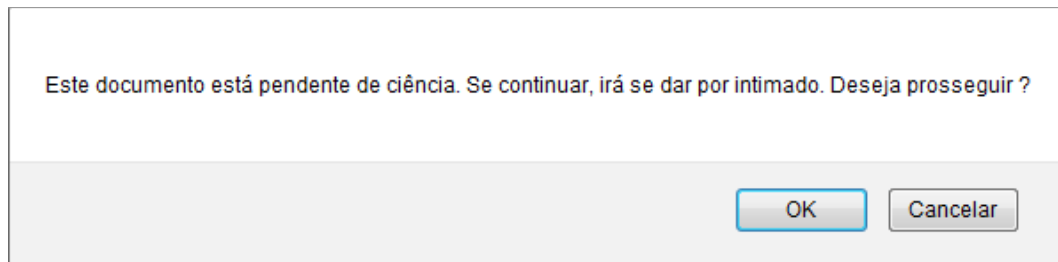 Este documento está pendente de ciência. Se continuar, irá se dar por intimado. Deseja prosseguir ?
OK
Cancelar